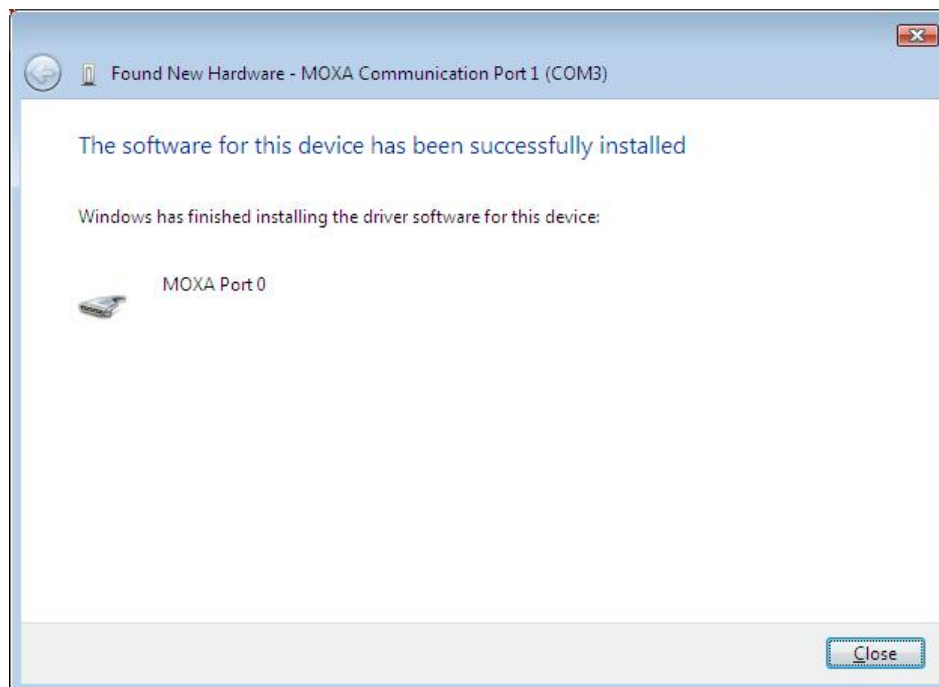 Found New Hardware - MOXA Communication Port 1 (COM3)
The software for this device has been successfully installed
Windows has finished installing the driver software for this device:
MOXA Port 0
Close